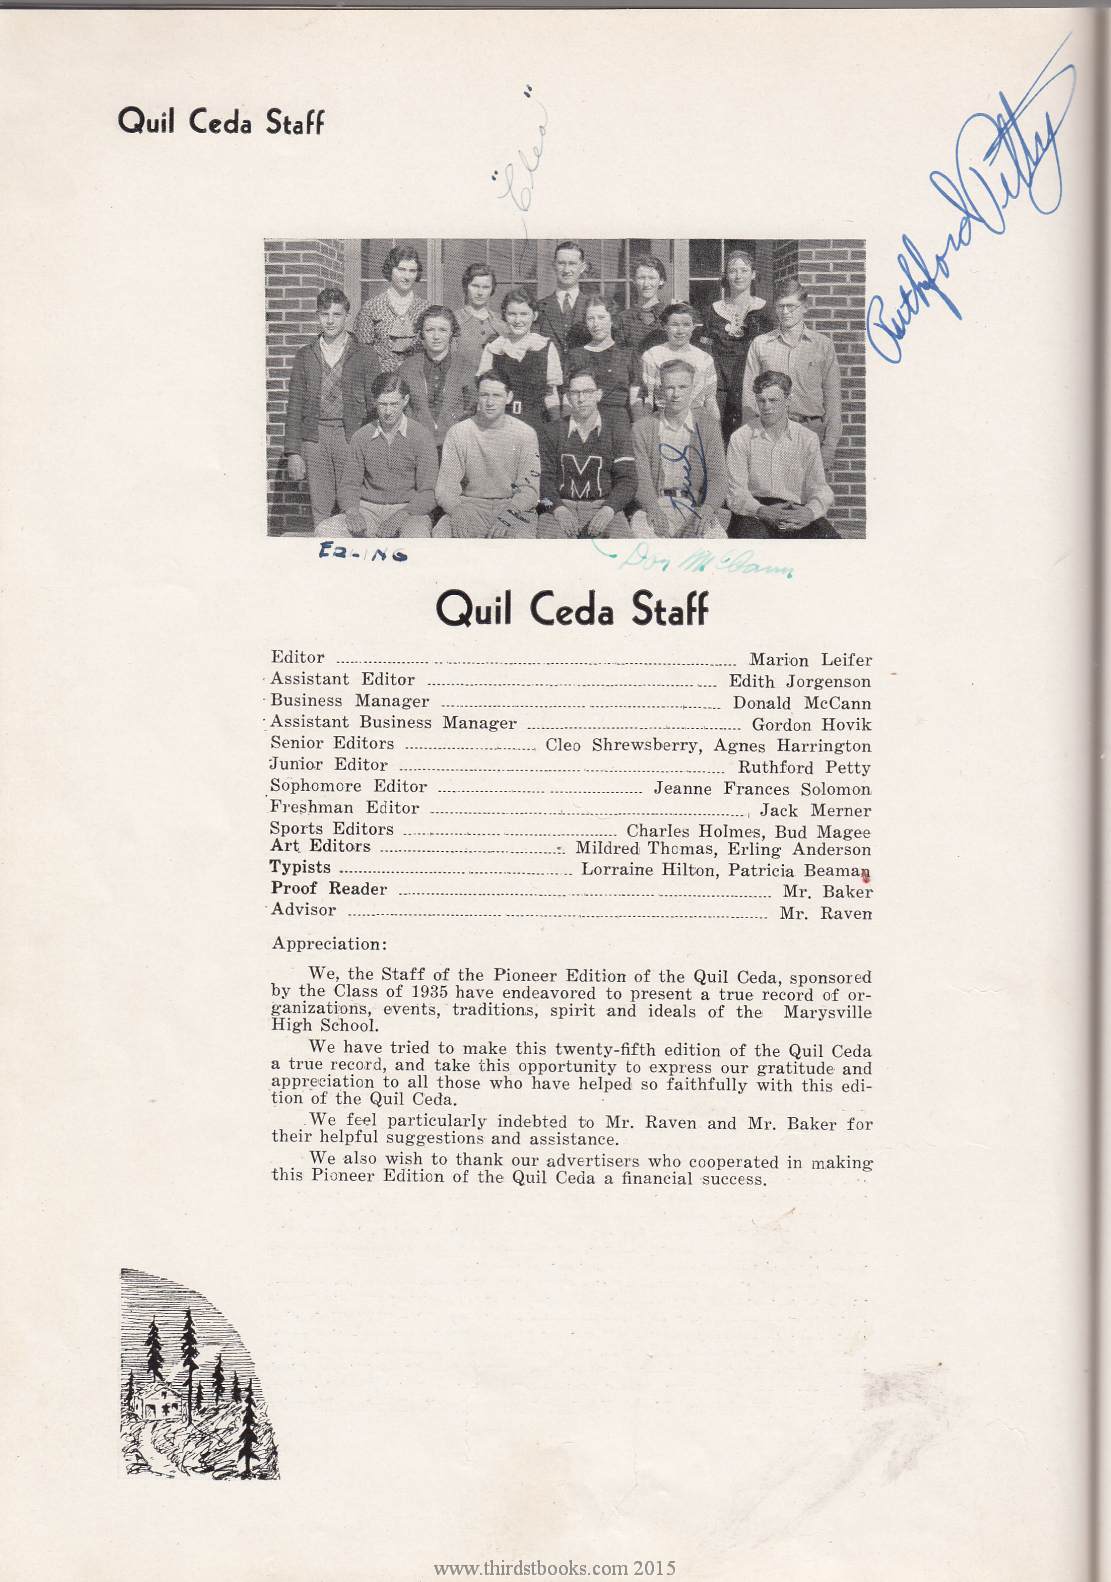 Quil Ceda Staff
"Cleo"
Ruthford Petty
M
Don McCann
Quil Ceda Staff
Editor Marion Leifer
Assistant Editor Edith Jorgenson
Business Manager Donald McCann
Assistant Business Manager Gordon Hovik
Senior Editors Cleo Shrewsberry, Agnes Harrington
Junior Editor Ruthford Petty
Sophomore Editor Jeanne Frances Solomon
Freshman Editor Jack Merner
Sports Editors Charles Holmes, Bud Magee
Art Editors Mildred Thomas, Erling Anderson
Typists Lorraine Hilton, Patricia Beaman
Proof Reader Mr. Baker
Advisor Mr. Raven
Appreciation:
We, the Staff of the Pioneer Edition of the Quil Ceda, sponsored
by the Class of 1935 have endeavored to present a true record of or-
ganizations, events, traditions, spirit and ideals of the Marysville
High School.
We have tried to make this twenty-fifth edition of the Quil Ceda
a true record, and take this opportunity to express our gratitude and
appreciation to all those who have helped so faithfully with this edi-
tion of the Quil Ceda.
We feel particularly indebted to Mr. Raven and Mr. Baker for
their helpful suggestions and assistance.
We also wish to thank our advertisers who cooperated in making
this Pioneer Edition of the Quil Ceda a financial success.
www.thirdstbooks.com 2015